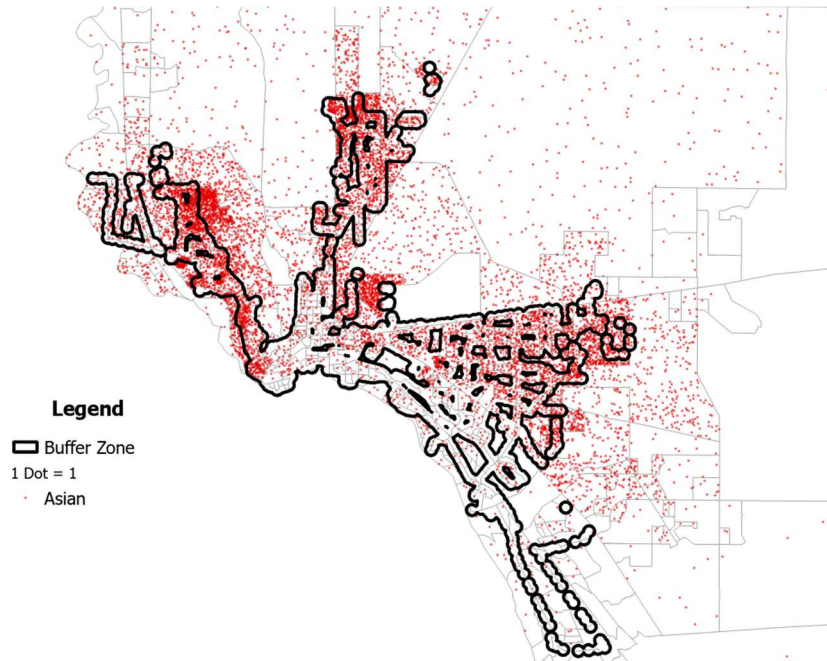 Legend
Buffer Zone
1 Dot = 1
Asian